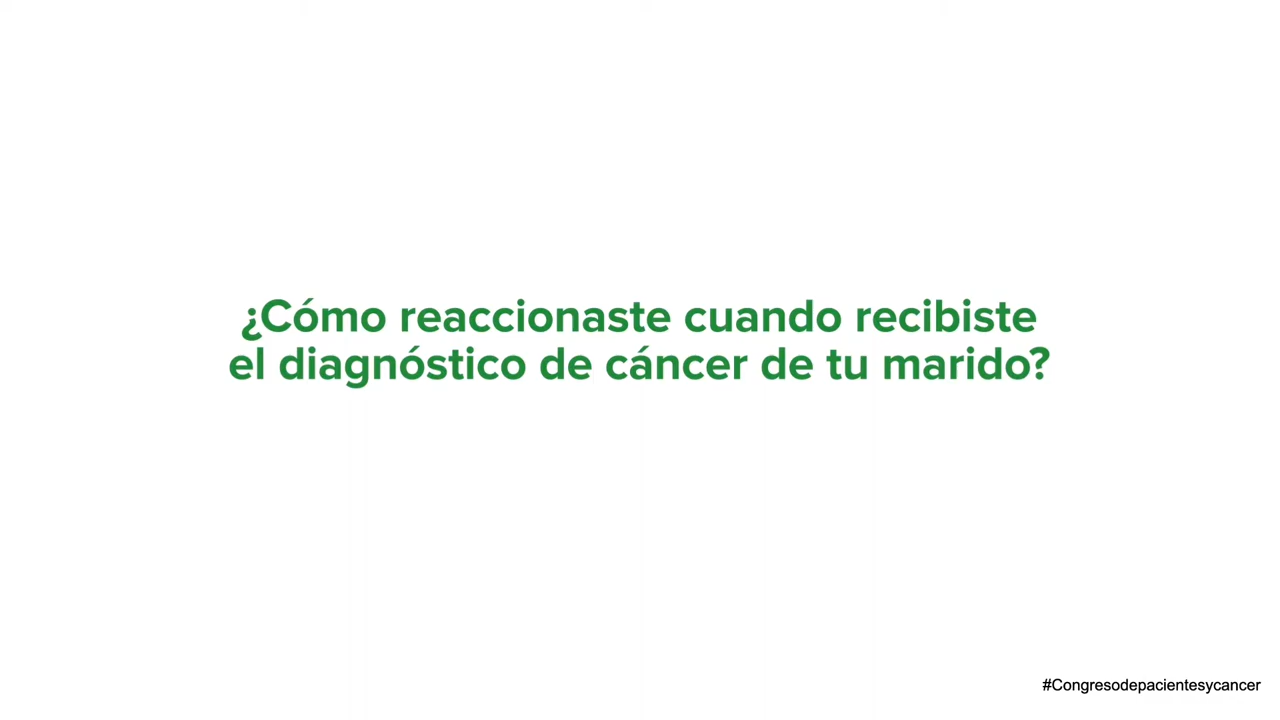 ¿Cómo reaccionaste cuando recibiste
el diagnóstico de cáncer de tu marido?
#Congresodepacientesycancer